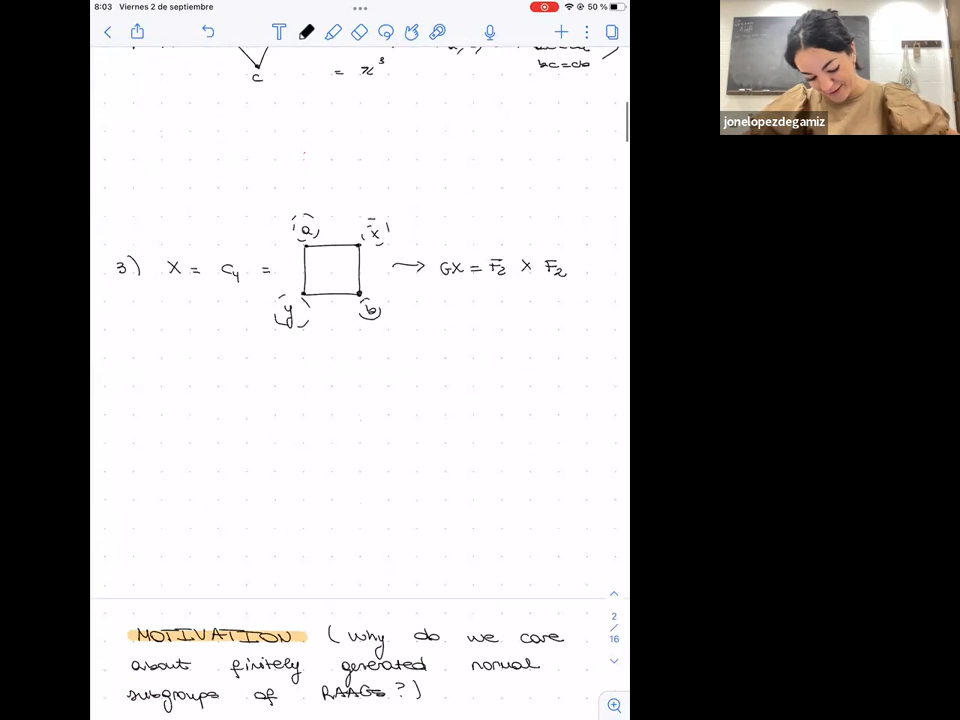 8:03 Viernes 2 de septiembre
50 %
jonelopezdegamiz
c
= ℤ³
bc=cb
a
x
3) X = C₄ = → GX = F₂ × F₂
y
b
2
/
16
MOTIVATION (Why do we care
about finitely generated normal
subgroups of RAAGs?)